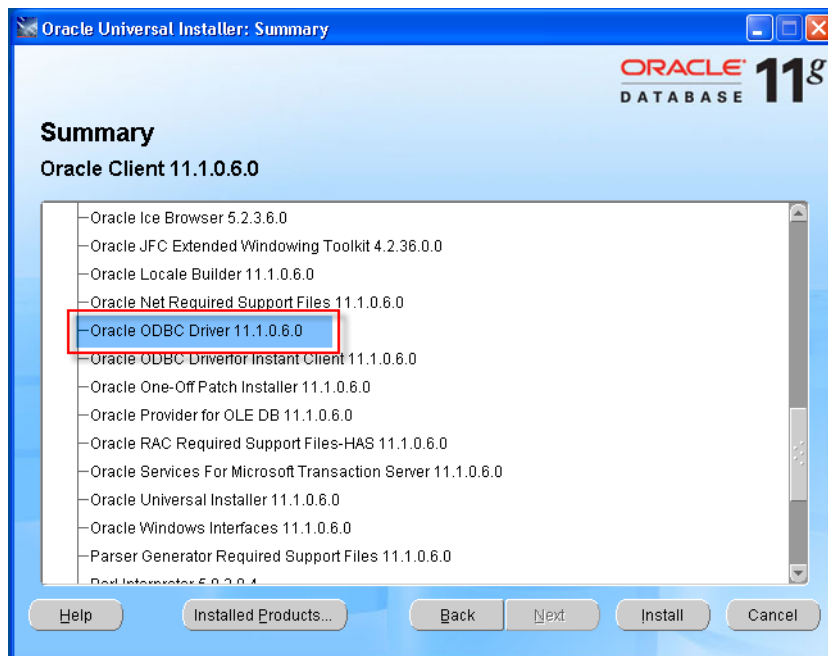 Oracle Universal Installer: Summary
ORACLE 11g
DATABASE
Summary
Oracle Client 11.1.0.6.0
Oracle Ice Browser 5.2.3.6.0
Oracle JFC Extended Windowing Toolkit 4.2.36.0.0
Oracle Locale Builder 11.1.0.6.0
Oracle Net Required Support Files 11.1.0.6.0
Oracle ODBC Driver 11.1.0.6.0
Oracle ODBC Driverfor Instant Client 11.1.0.6.0
Oracle One-Off Patch Installer 11.1.0.6.0
Oracle Provider for OLE DB 11.1.0.6.0
Oracle RAC Required Support Files-HAS 11.1.0.6.0
Oracle Services For Microsoft Transaction Server 11.1.0.6.0
Oracle Universal Installer 11.1.0.6.0
Oracle Windows Interfaces 11.1.0.6.0
Parser Generator Required Support Files 11.1.0.6.0
Help Installed Products... Back Next Install Cancel